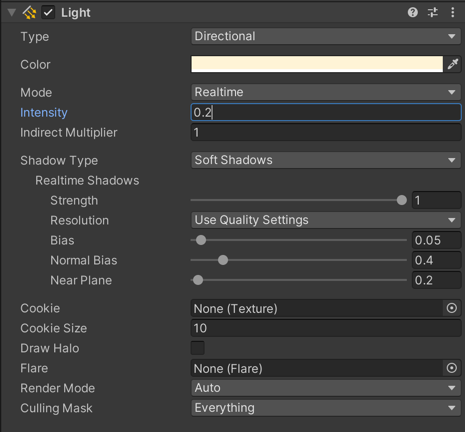 Light
Type Directional
Color
Mode Realtime
Intensity 0.2
Indirect Multiplier 1
Shadow Type Soft Shadows
Realtime Shadows
Strength 1
Resolution Use Quality Settings
Bias 0.05
Normal Bias 0.4
Near Plane 0.2
Cookie None (Texture)
Cookie Size 10
Draw Halo
Flare None (Flare)
Render Mode Auto
Culling Mask Everything